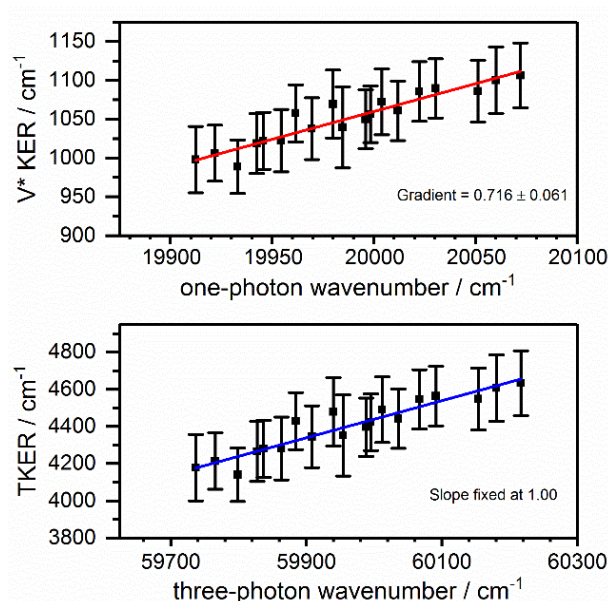 1150
1100
1050
1000
950
900
V* KER / cm-1
Gradient = 0.716 ± 0.061
19900 19950 20000 20050 20100
one-photon wavenumber / cm-1
4800
4600
4400
4200
4000
3800
TKER / cm-1
Slope fixed at 1.00
59700 59900 60100 60300
three-photon wavenumber / cm-1